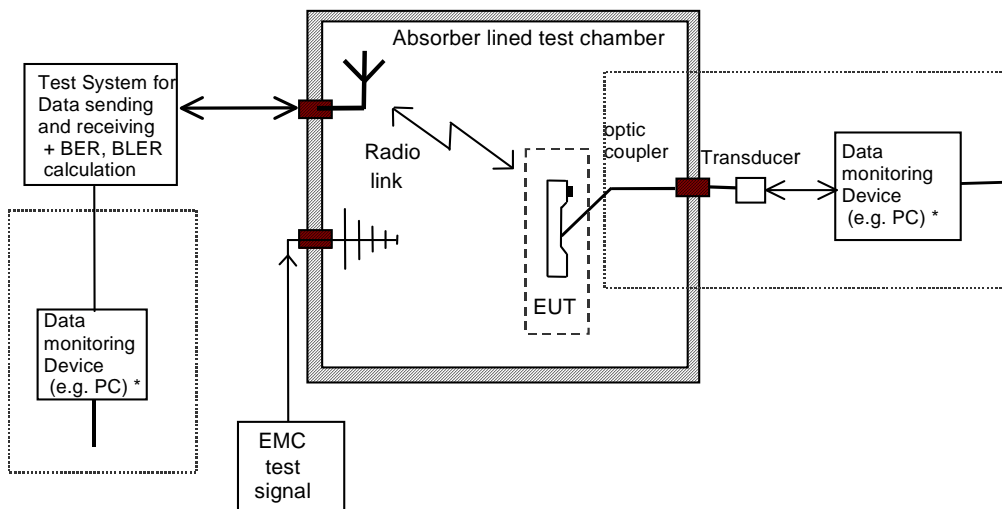 Absorber lined test chamber
Test System for
Data sending
and receiving
+ BER, BLER
calculation
Radio
link
optic
coupler
Transducer
Data
monitoring
Device
(e.g. PC) *
EUT
Data
monitoring
Device
(e.g. PC) *
EMC
test
signal